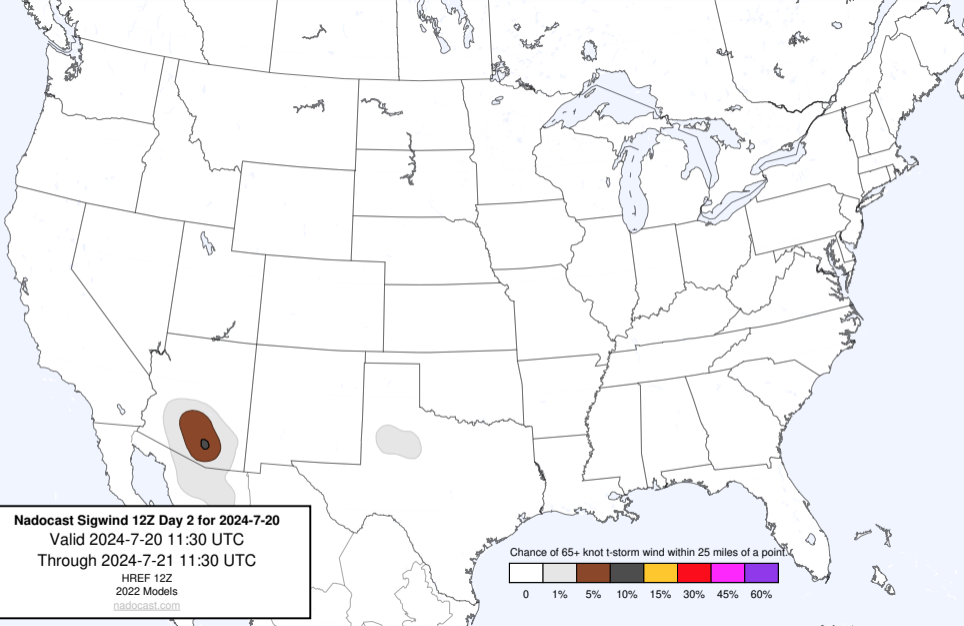 Nadocast Sigwind 12Z Day 2 for 2024-7-20
Valid 2024-7-20 11:30 UTC
Through 2024-7-21 11:30 UTC
HREF 12Z
2022 Models
nadocast.com
Chance of 65+ knot t-storm wind within 25 miles of a point.
0 1% 5% 10% 15% 30% 45% 60%